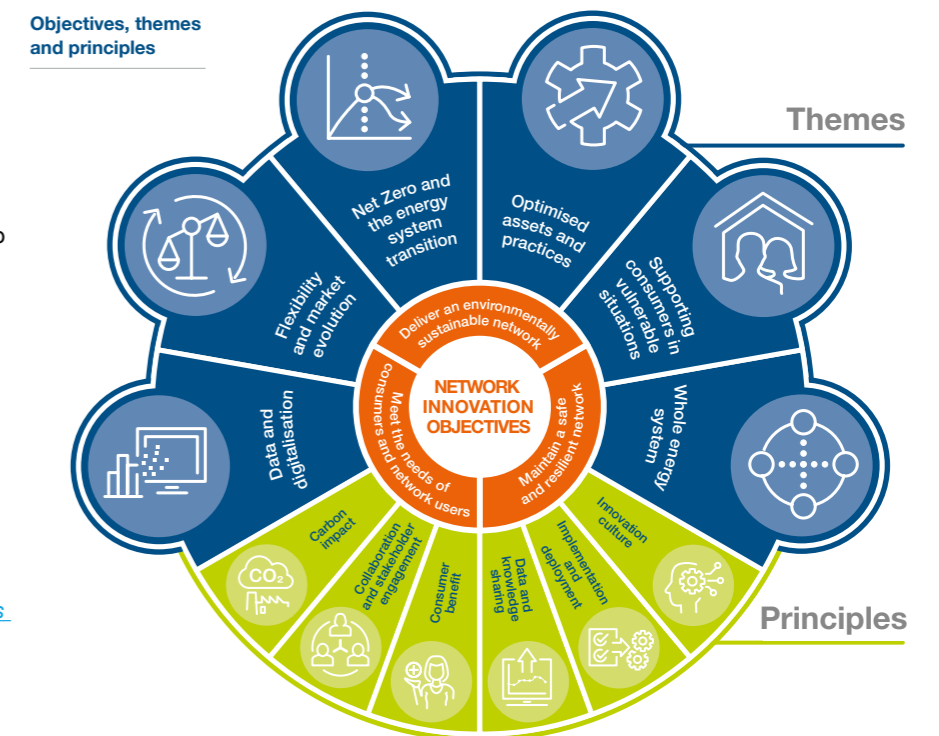 Objectives, themes
and principles
Themes
Net Zero and
the energy
system
transition
Optimised
assets and
practices
Flexibility
and market
evolution
Supporting
consumers in
vulnerable
situations
Data and
digitalisation
Whole energy
system
Deliver an environmentally
sustainable network
Meet the needs of
consumers and network users
Maintain a safe
and resilient network
NETWORK
INNOVATION
OBJECTIVES
Carbon
impact
CO₂
Collaboration
and stakeholder
engagement
Consumer
benefit
Data and
knowledge
sharing
Implementation
and
deployment
Innovation
culture
Principles